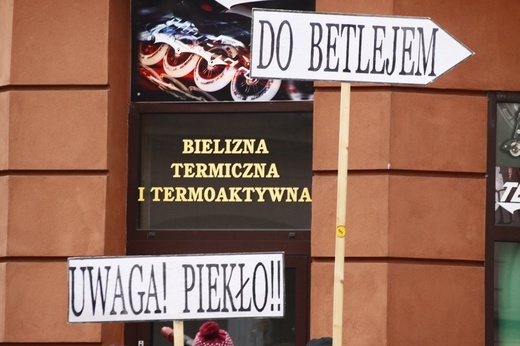 DO BETLEJEM
BIELIZNA
TERMICZNA
I TERMOAKTYWNA
UWAGA! PIEKŁO!!